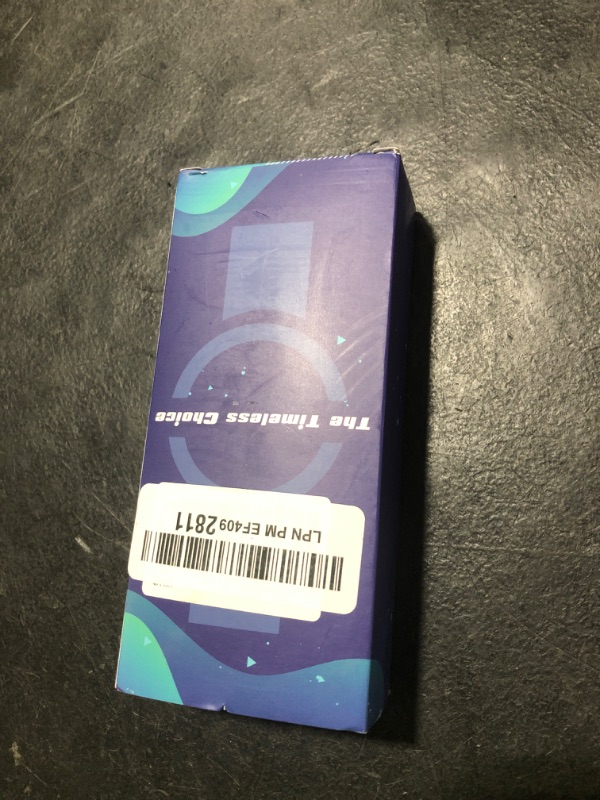 LPN PM EF409 2811
The Timeless Choice